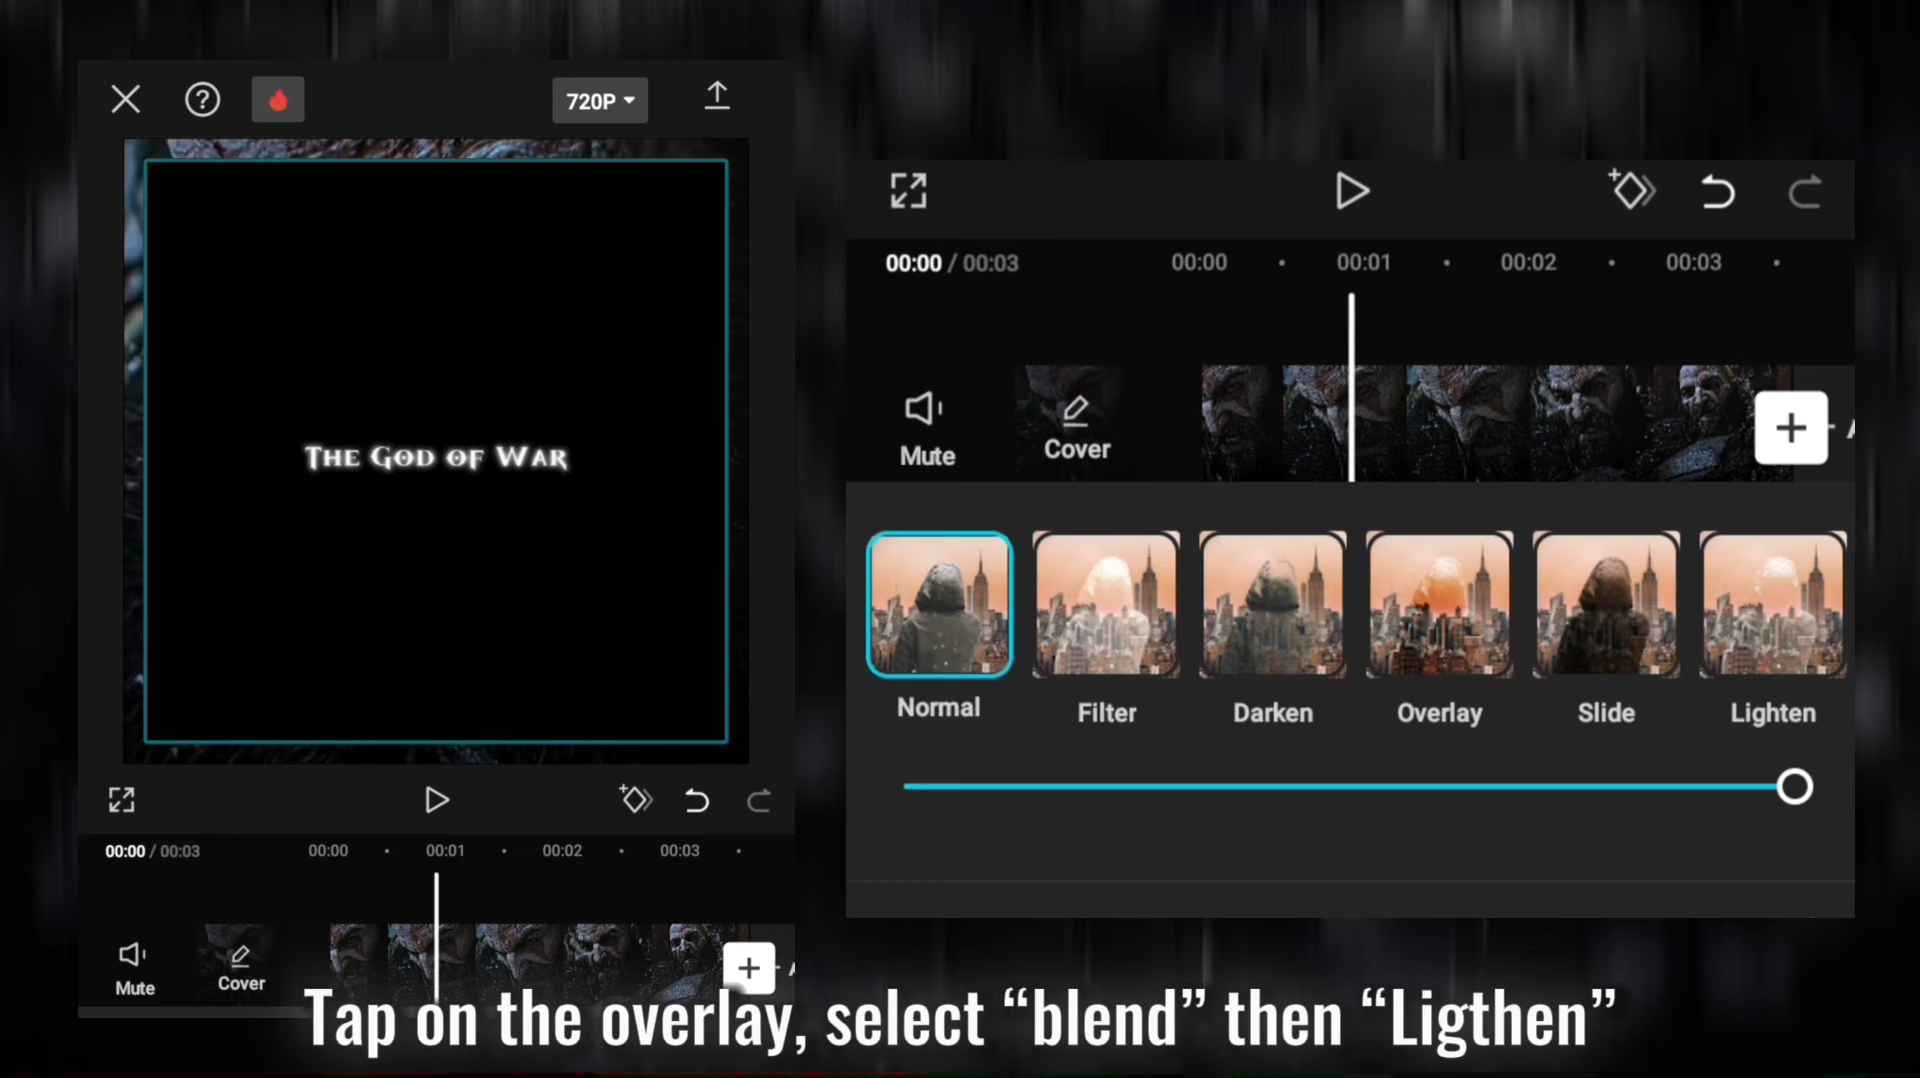 720P
THE GOD OF WAR
00:00 / 00:03
00:00
00:01
00:02
00:03
Mute
Cover
00:00 / 00:03
00:00
00:01
00:02
00:03
Mute
Cover
Normal
Filter
Darken
Overlay
Slide
Lighten
Tap on the overlay, select “blend” then “Ligthen”